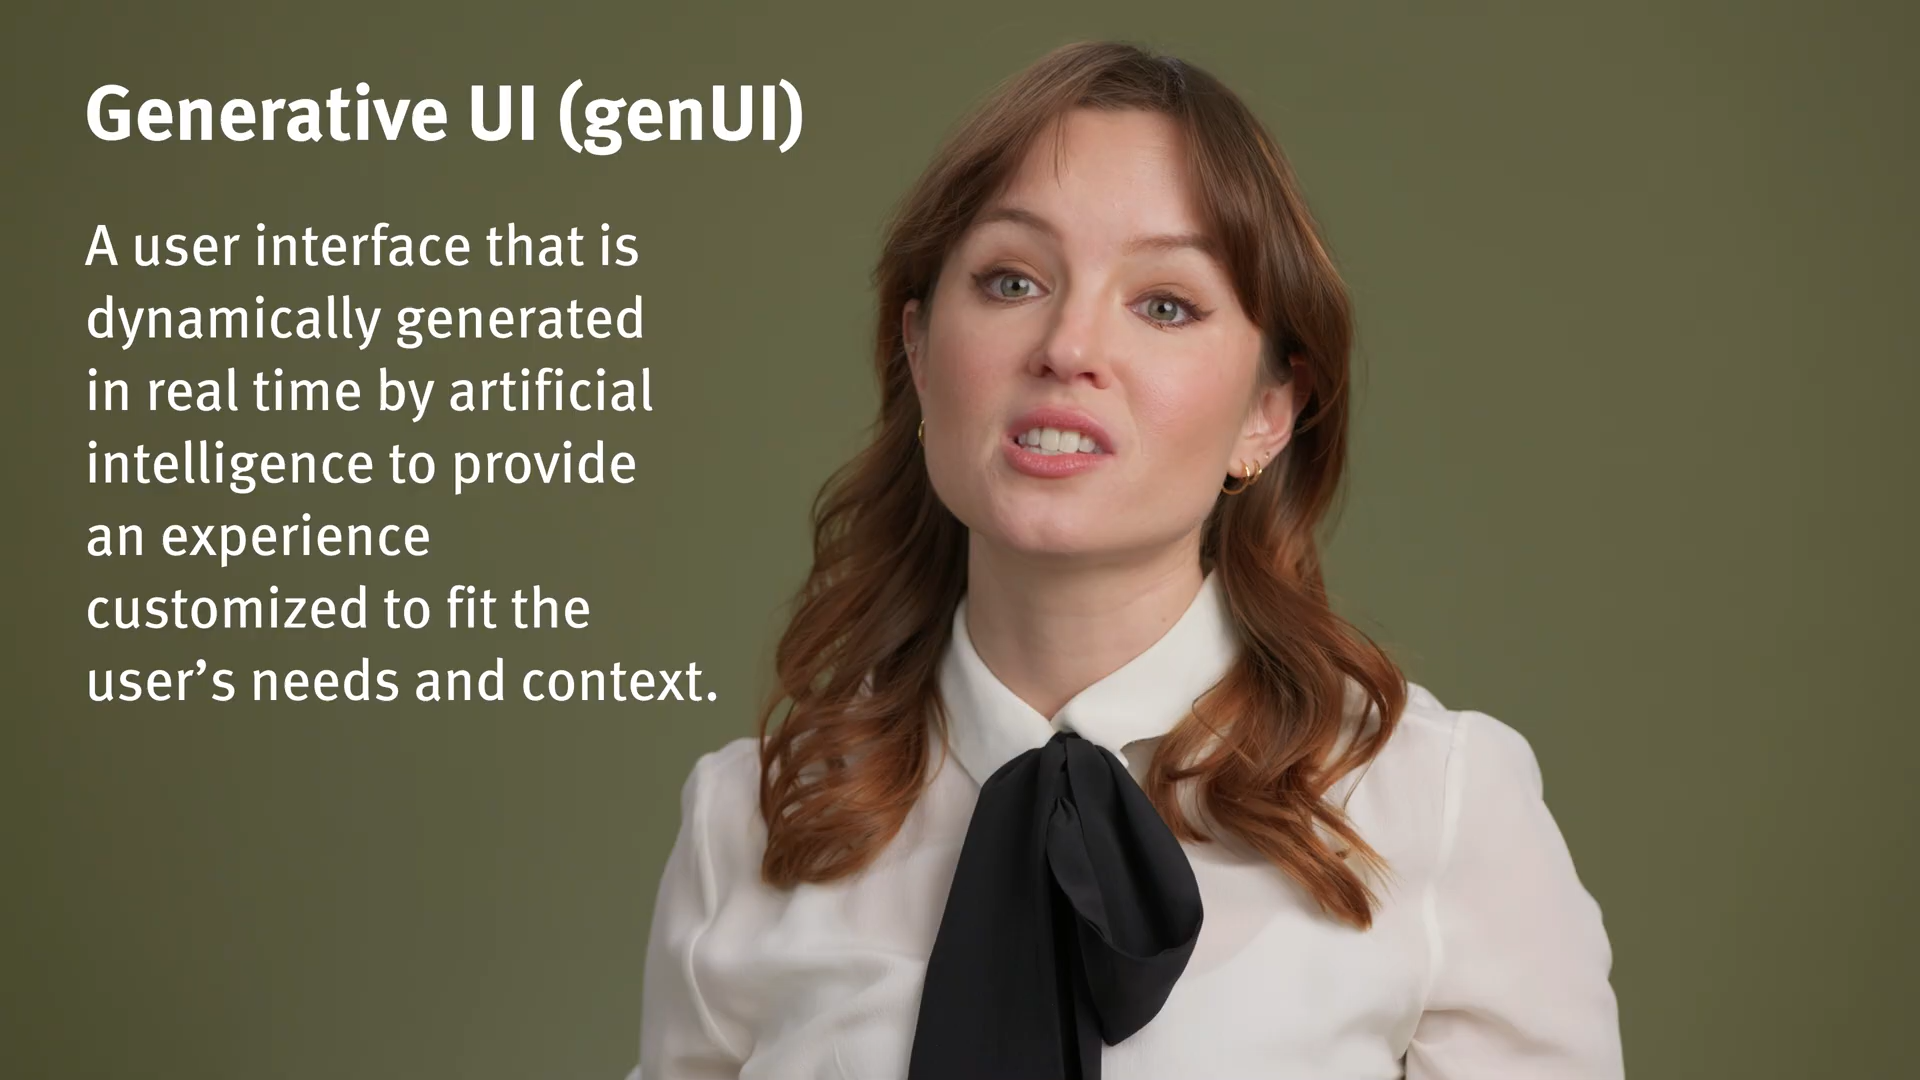 Generative UI (genUI)
A user interface that is
dynamically generated
in real time by artificial
intelligence to provide
an experience
customized to fit the
user’s needs and context.